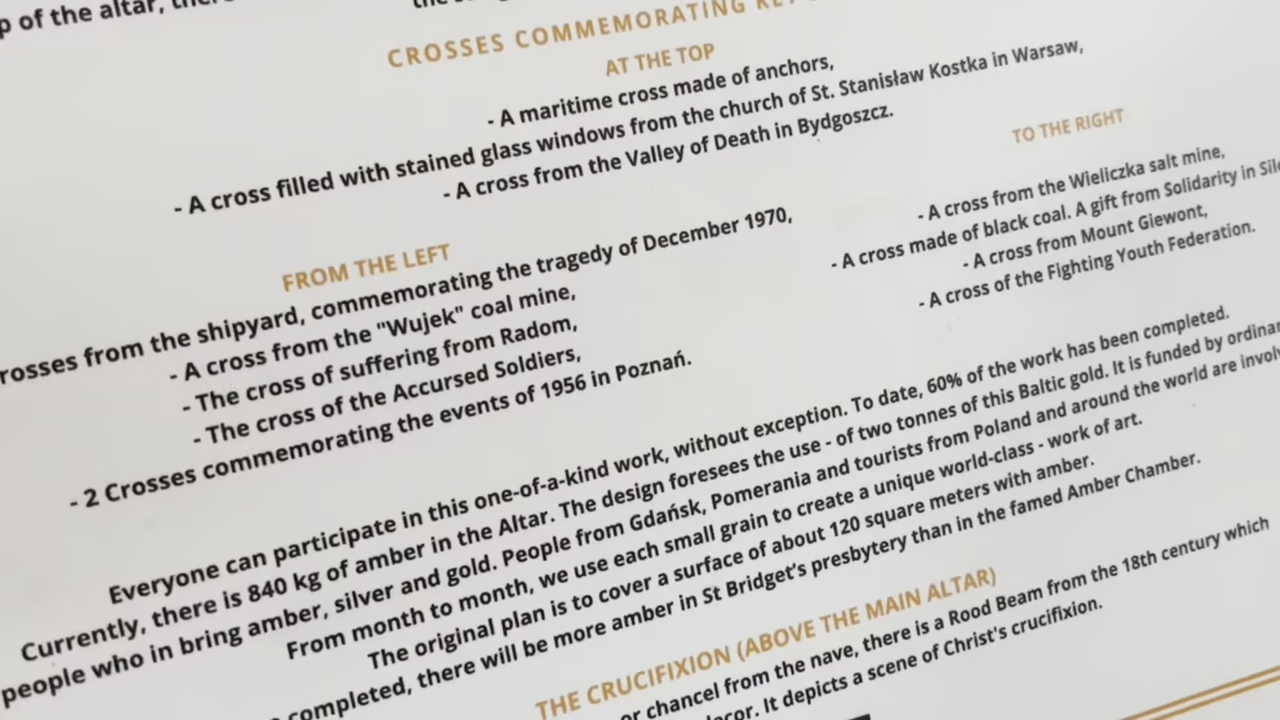 p of the altar,
CROSSES COMMEMORATING
AT THE TOP
- A maritime cross made of anchors,
- A cross filled with stained glass windows from the church of St. Stanisław Kostka in Warsaw,
- A cross from the Valley of Death in Bydgoszcz.
FROM THE LEFT
rosses from the shipyard, commemorating the tragedy of December 1970,
- A cross from the "Wujek" coal mine,
- The cross of suffering from Radom,
- The cross of the Accursed Soldiers,
- 2 Crosses commemorating the events of 1956 in Poznań.
TO THE RIGHT
- A cross from the Wieliczka salt mine,
- A cross made of black coal. A gift from Solidarity in Sile
- A cross from Mount Giewont,
- A cross of the Fighting Youth Federation.
Everyone can participate in this one-of-a-kind work, without exception. To date, 60% of the work has been completed.
Currently, there is 840 kg of amber in the Altar. The design foresees the use - of two tonnes of this Baltic gold. It is funded by ordinar
people who in bring amber, silver and gold. People from Gdańsk, Pomerania and tourists from Poland and around the world are involv
From month to month, we use each small grain to create a unique world-class - work of art.
The original plan is to cover a surface of about 120 square meters with amber.
completed, there will be more amber in St Bridget's presbytery than in the famed Amber Chamber.
THE CRUCIFIXION (ABOVE THE MAIN ALTAR)
or chancel from the nave, there is a Rood Beam from the 18th century which
It depicts a scene of Christ's crucifixion.